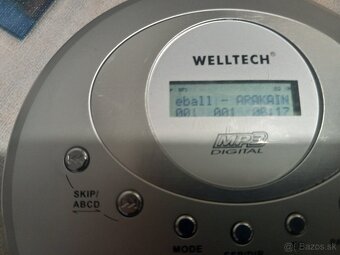 WELLTECH®
eball - ARAKAIN
001 001 00:17
MP3
DIGITAL
SKIP/
ABCD
MODE
Bazos.sk